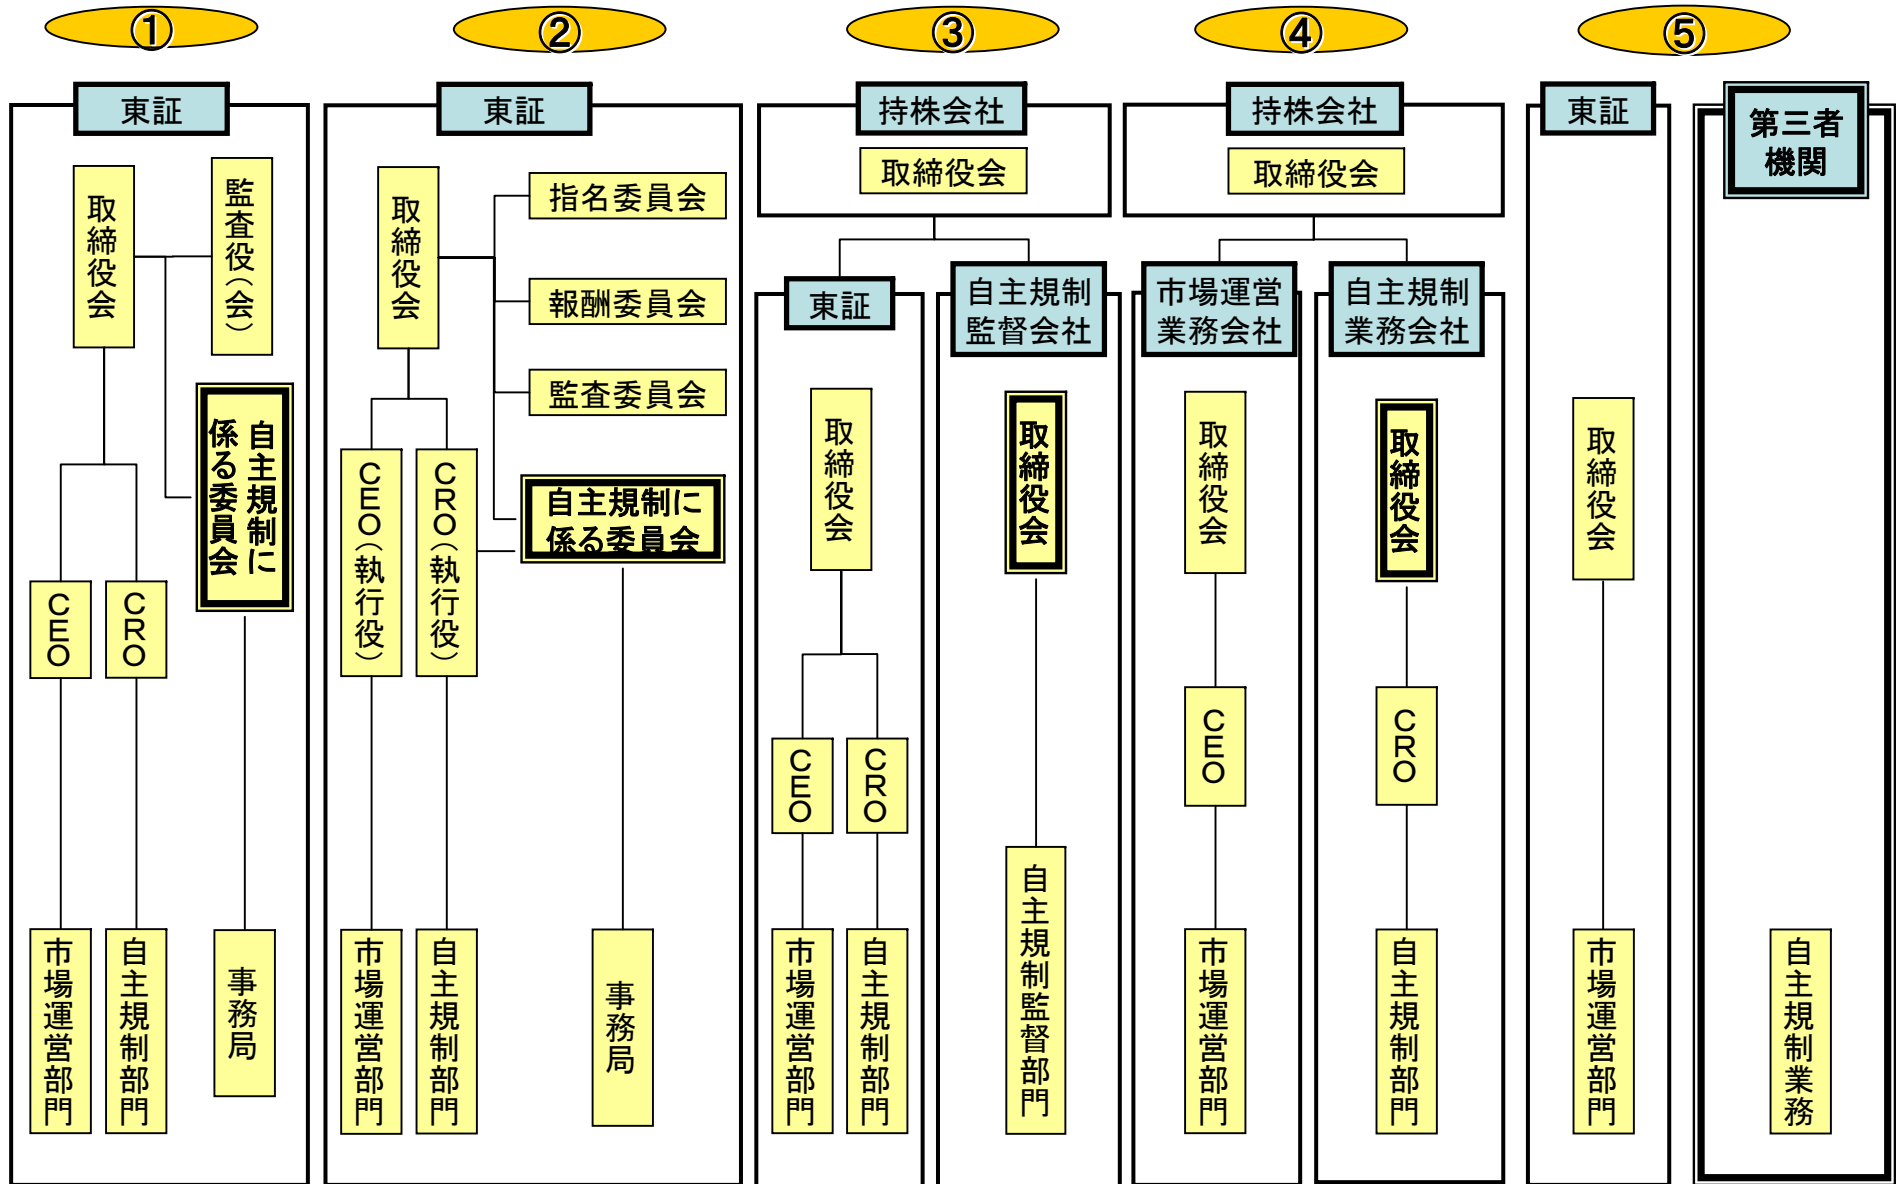 ①
東証
取締役会
監査役（会）
自主規制に
係る委員会
CEO
CRO
市場運営部門
自主規制部門
事務局
②
東証
取締役会
指名委員会
報酬委員会
監査委員会
自主規制に
係る委員会
CEO（執行役）
CRO（執行役）
市場運営部門
自主規制部門
事務局
③
持株会社
取締役会
東証
取締役会
CEO
CRO
市場運営部門
自主規制部門
自主規制
監督会社
取締役会
自主規制監督部門
④
持株会社
取締役会
市場運営
業務会社
取締役会
CEO
市場運営部門
自主規制
業務会社
取締役会
CRO
自主規制部門
⑤
東証
取締役会
市場運営部門
第三者
機関
自主規制業務